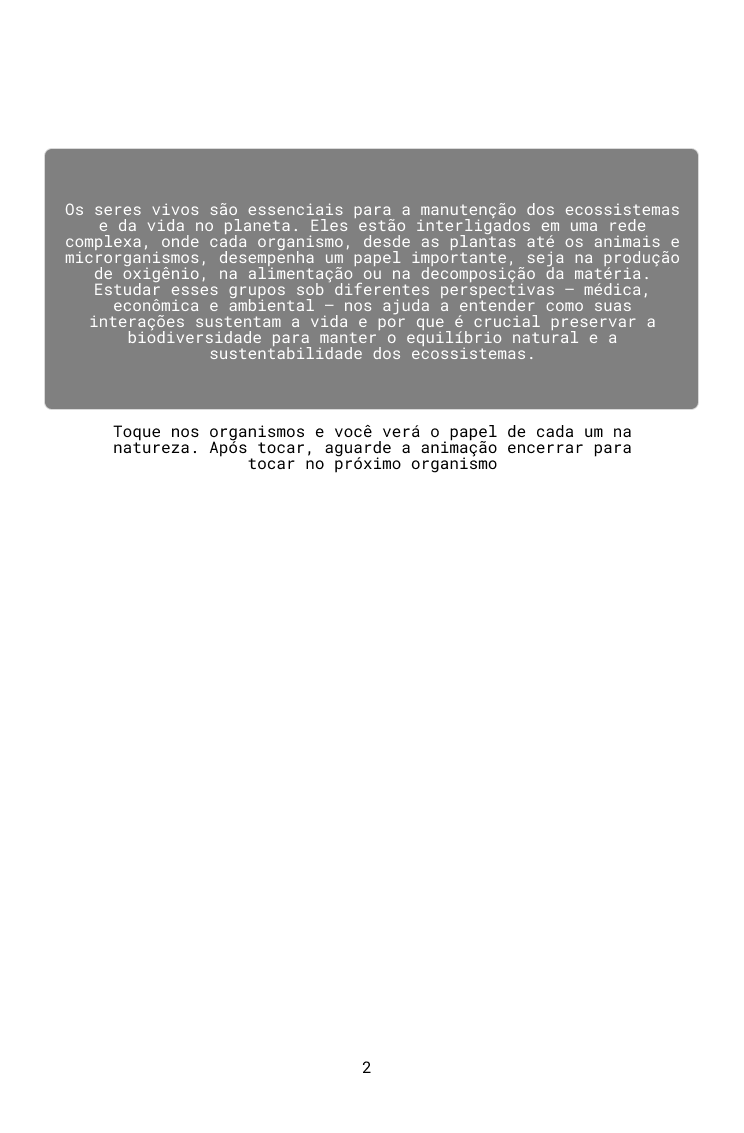 Os seres vivos são essenciais para a manutenção dos ecossistemas
e da vida no planeta. Eles estão interligados em uma rede
complexa, onde cada organismo, desde as plantas até os animais e
microrganismos, desempenha um papel importante, seja na produção
de oxigênio, na alimentação ou na decomposição da matéria.
Estudar esses grupos sob diferentes perspectivas – médica,
econômica e ambiental – nos ajuda a entender como suas
interações sustentam a vida e por que é crucial preservar a
biodiversidade para manter o equilíbrio natural e a
sustentabilidade dos ecossistemas.
Toque nos organismos e você verá o papel de cada um na
natureza. Após tocar, aguarde a animação encerrar para
tocar no próximo organismo
2